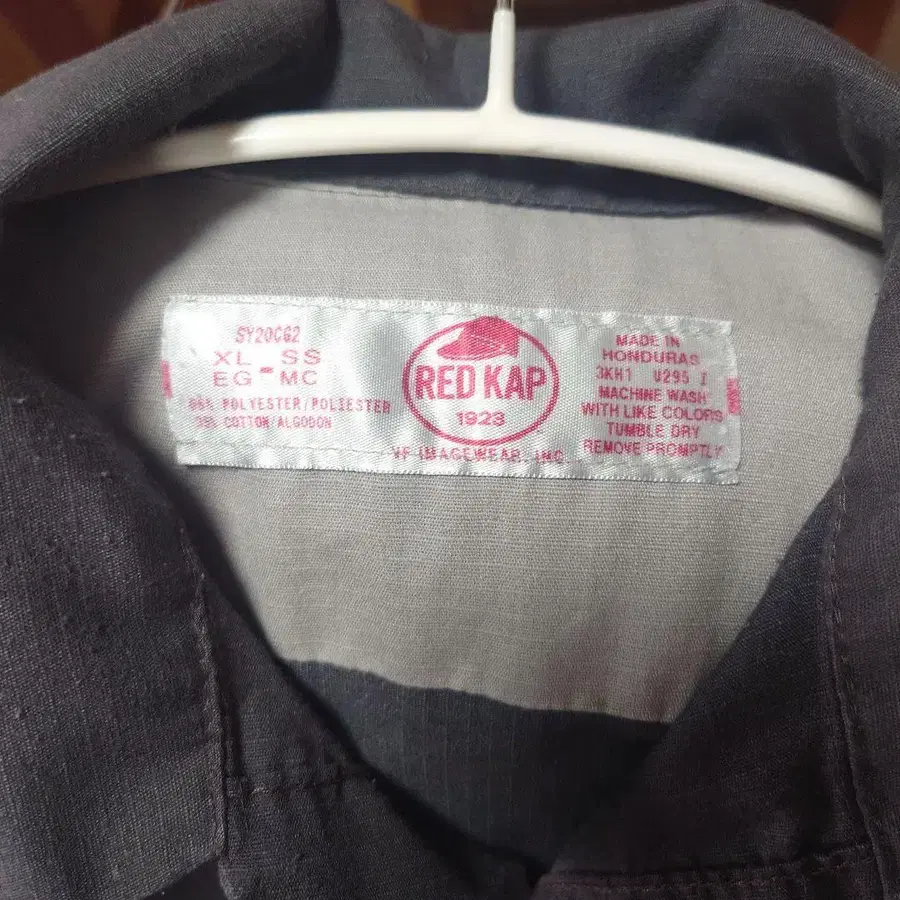 SY20CG2
XL - SS
EG MC
65% POLYESTER/POLIESTER
35% COTTON/ALGODON
RED KAP
1923
VF IMAGEWEAR, INC
MADE IN
HONDURAS
3KH1 U295 I
MACHINE WASH
WITH LIKE COLORS
TUMBLE DRY
REMOVE PROMPTLY